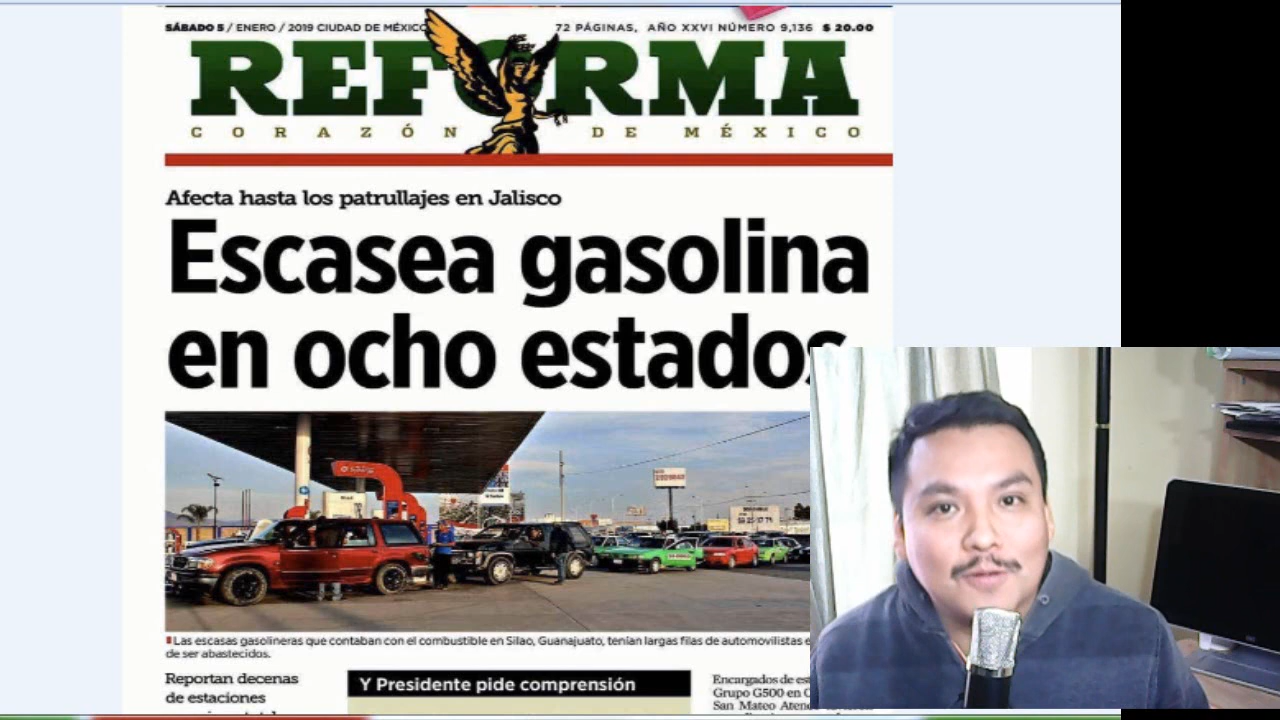 SÁBADO 5 / ENERO / 2019 CIUDAD DE MÉXICO
72 PÁGINAS, AÑO XXVI NÚMERO 9,136 $ 20.00
REFORMA
CORAZÓN DE MÉXICO
Afecta hasta los patrullajes en Jalisco
Escasea gasolina
en ocho estados
Las escasas gasolineras que contaban con el combustible en Silao, Guanajuato, tenían largas filas de automovilistas
de ser abastecidos.
Reportan decenas
de estaciones
Y Presidente pide comprensión
Encargados de
Grupo G500 en
San Mateo